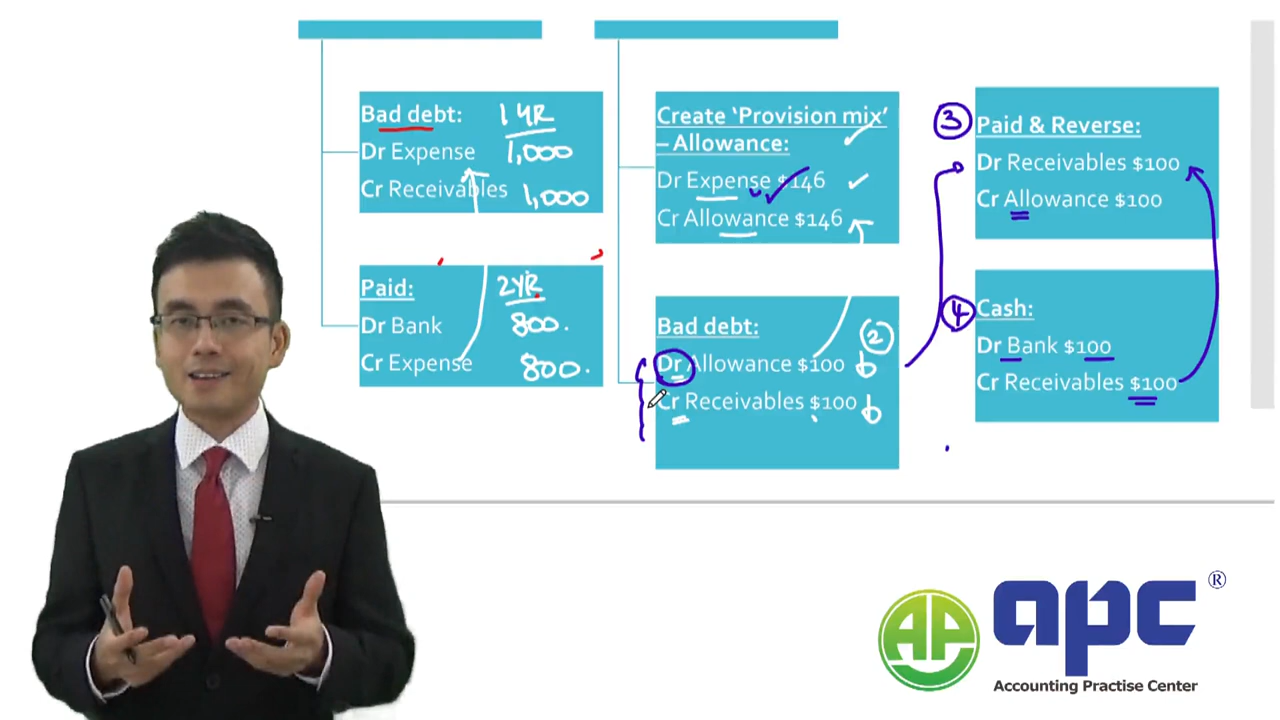 Bad debt: 1 YR
Dr Expense 1,000
Cr Receivables 1,000
Paid: 2YR
Dr Bank 800.
Cr Expense 800.
Create 'Provision mix'
– Allowance:
Dr Expense $146
Cr Allowance $146
Bad debt: 2
Dr Allowance $100 b
Cr Receivables $100 b
3 Paid & Reverse:
Dr Receivables $100
Cr Allowance $100
4 Cash:
Dr Bank $100
Cr Receivables $100
AP
apc ®
Accounting Practise Center